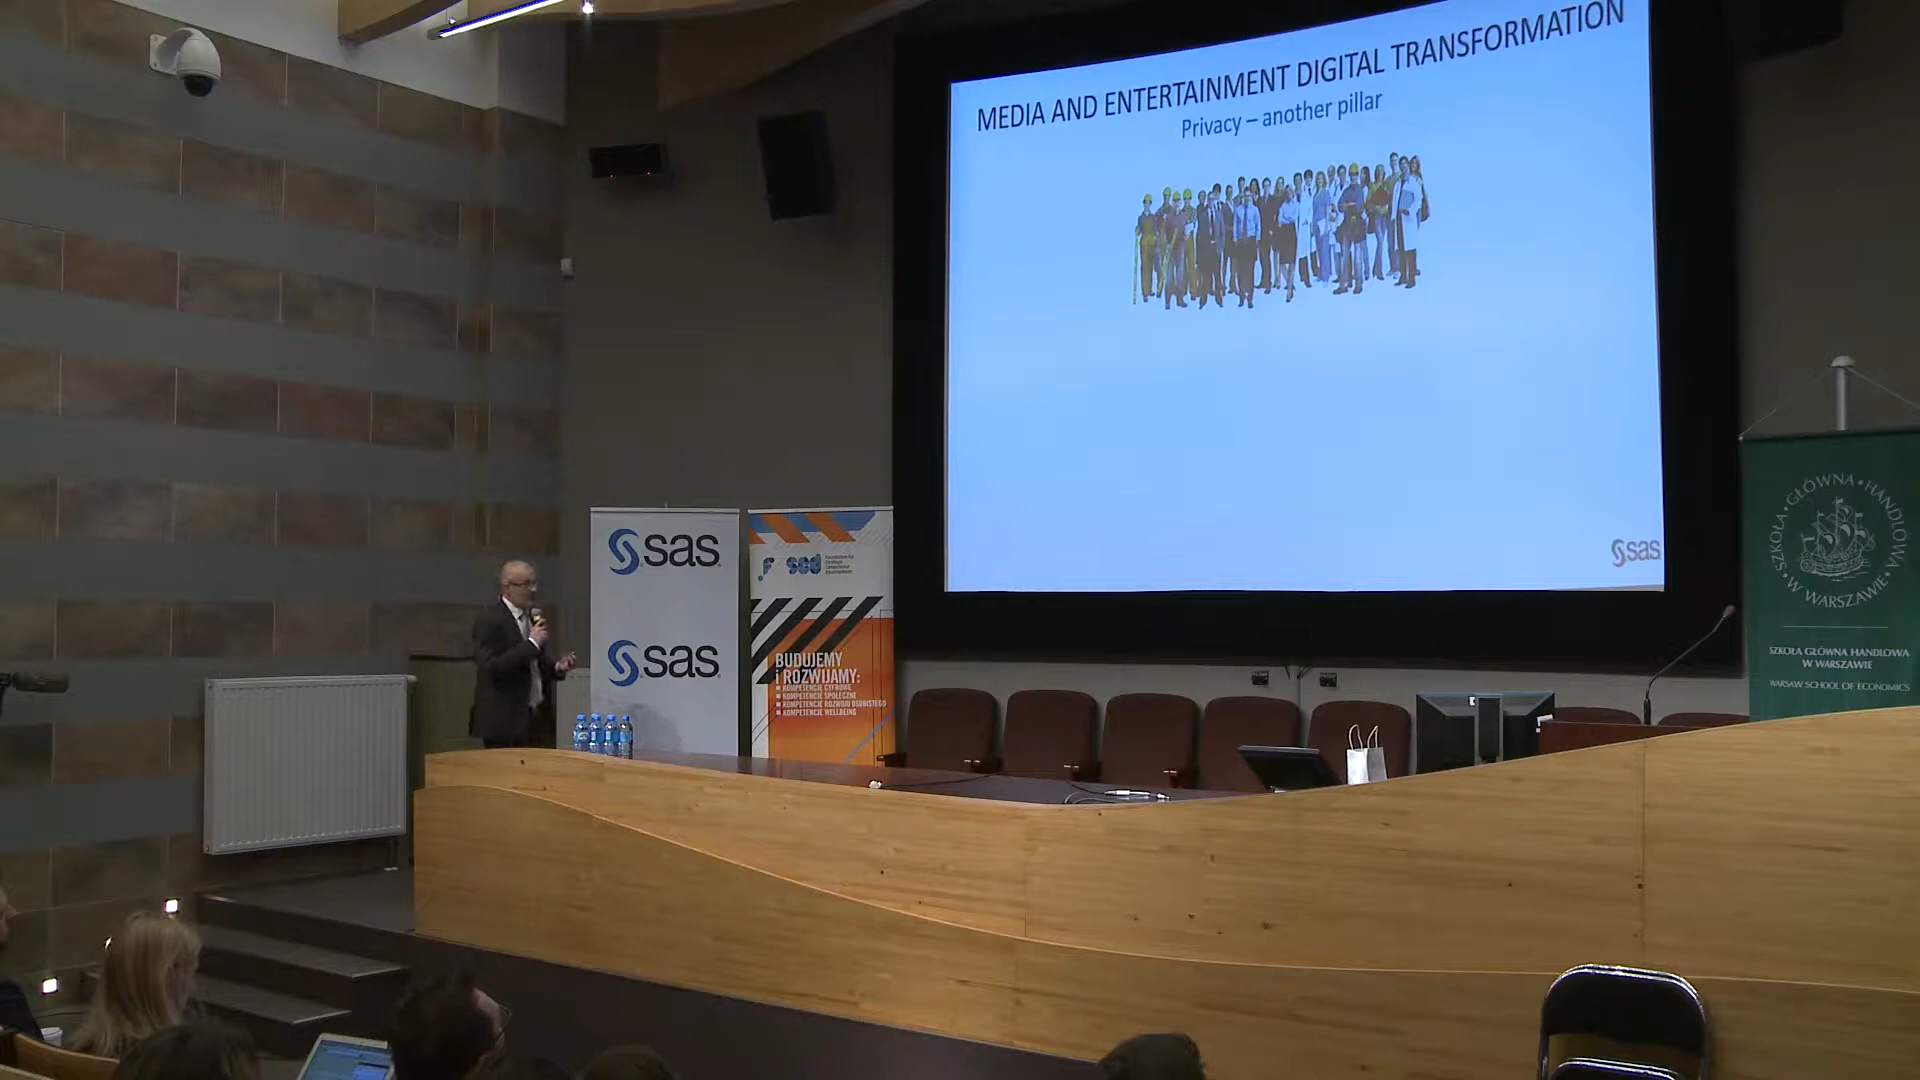 MEDIA AND ENTERTAINMENT DIGITAL TRANSFORMATION
Privacy – another pillar
sas
sas
sas
scd
BUDUJEMY
i ROZWIJAMY:
KOMPETENCJE CYFROWE
KOMPETENCJE SPOŁECZNE
KOMPETENCJE ROZWOJU OSOBISTEGO
KOMPETENCJE WELLBEING
SZKOŁA • GŁÓWNA • HANDLOWA • W WARSZAWIE •
SZKOŁA GŁÓWNA HANDLOWA
W WARSZAWIE
WARSAW SCHOOL OF ECONOMICS